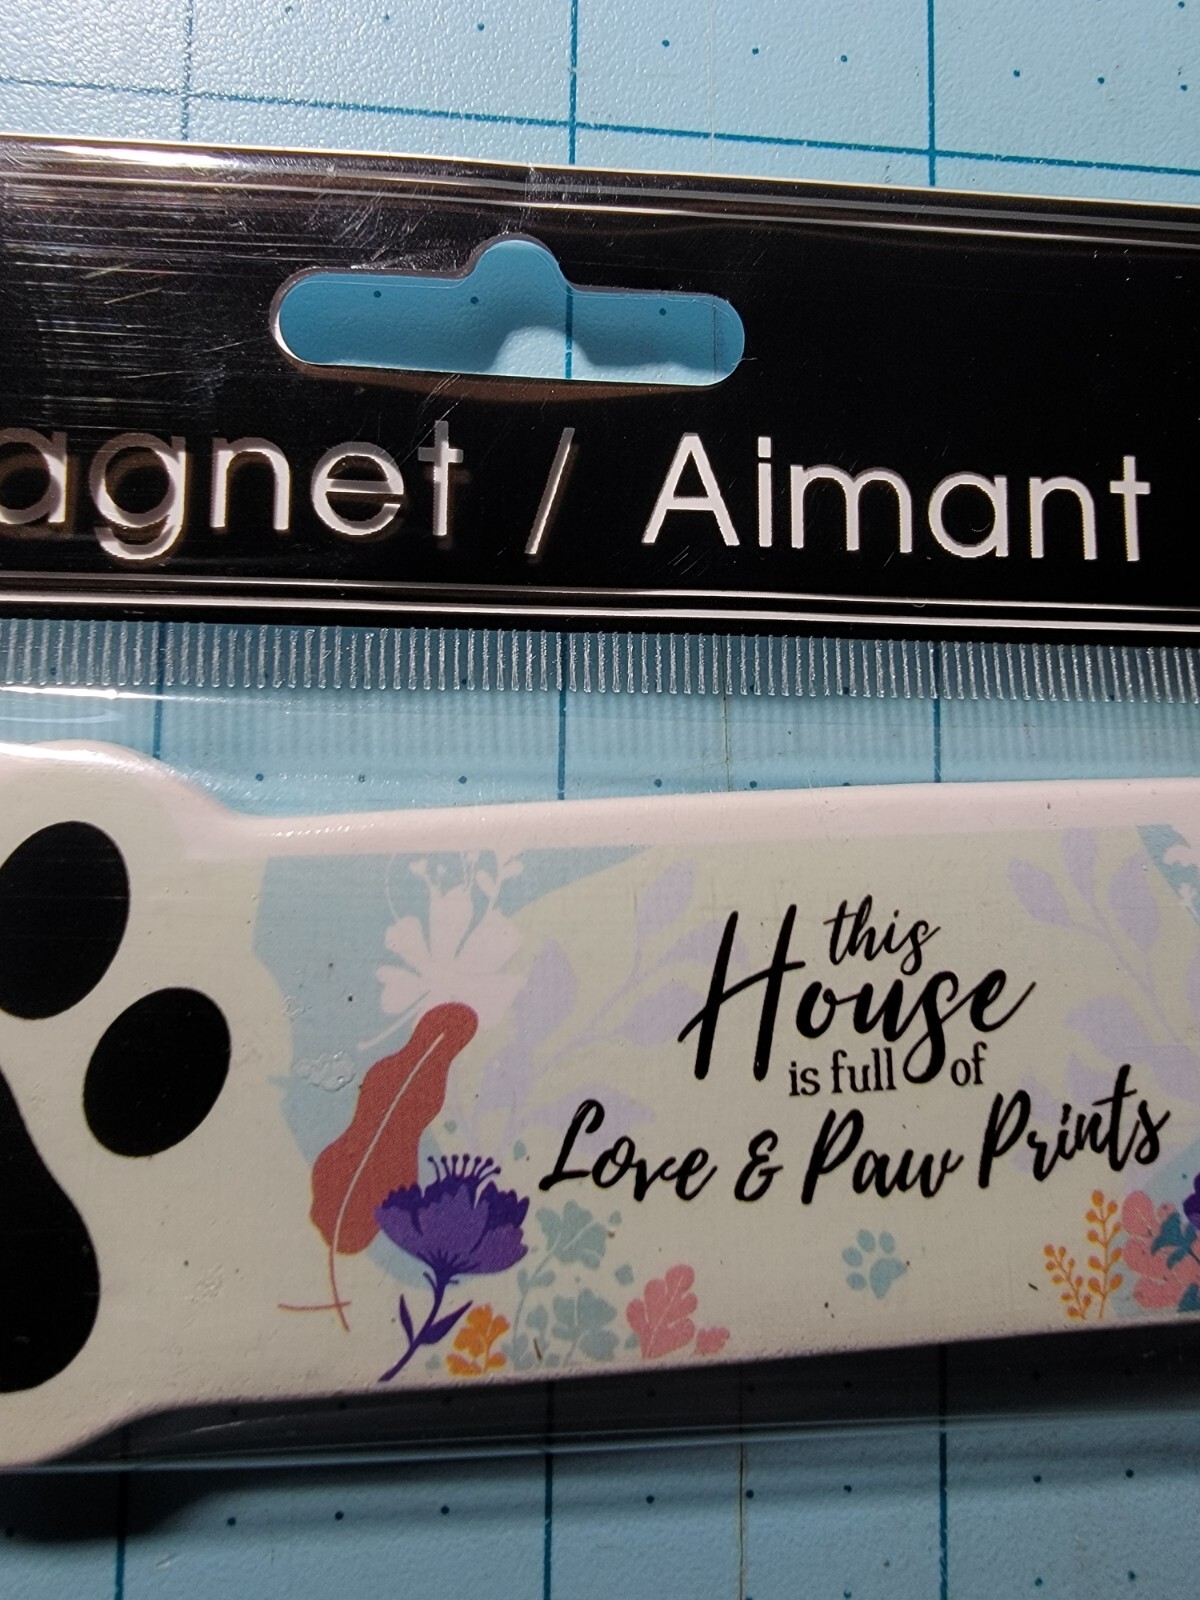 agnet / Aimant
this
House
is full of
Love & Paw Prints